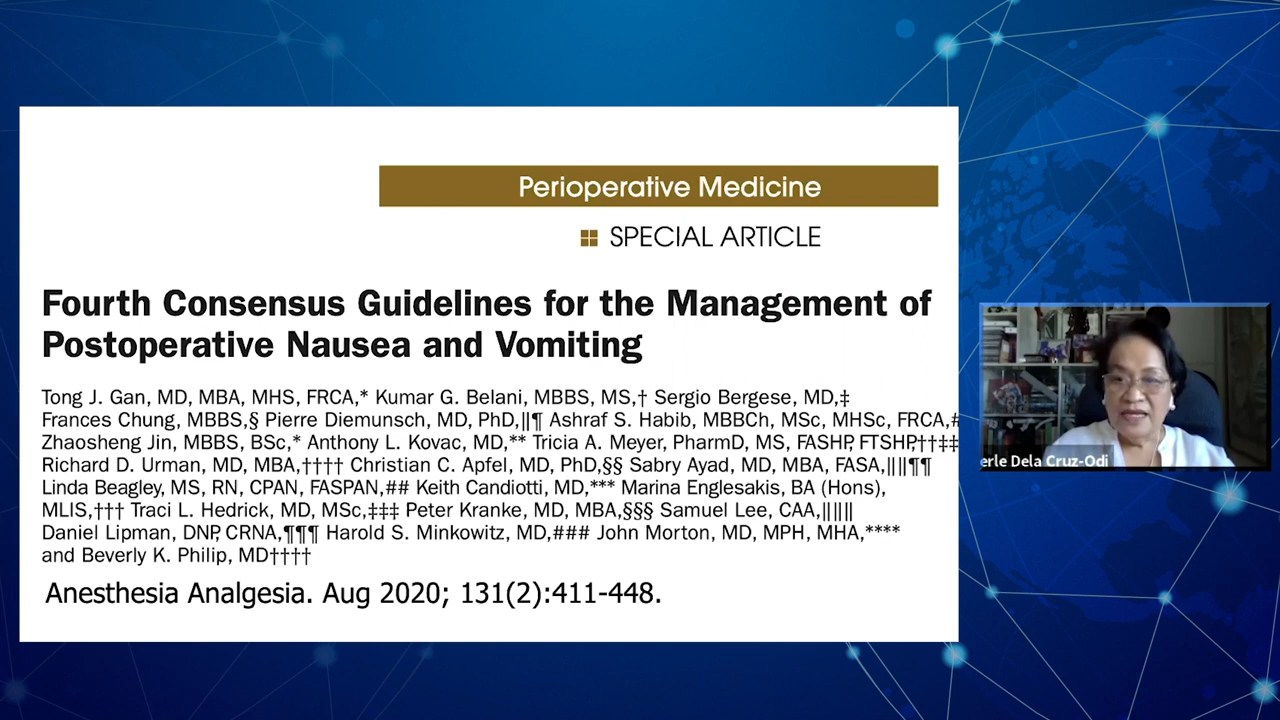 Perioperative Medicine
SPECIAL ARTICLE
Fourth Consensus Guidelines for the Management of
Postoperative Nausea and Vomiting
Tong J. Gan, MD, MBA, MHS, FRCA,* Kumar G. Belani, MBBS, MS,† Sergio Bergese, MD,‡
Frances Chung, MBBS,§ Pierre Diemunsch, MD, PhD,‖¶ Ashraf S. Habib, MBBCh, MSc, MHSc, FRCA,#
Zhaosheng Jin, MBBS, BSc,* Anthony L. Kovac, MD,** Tricia A. Meyer, PharmD, MS, FASHP, FTSHP,††‡‡
Richard D. Urman, MD, MBA,†††† Christian C. Apfel, MD, PhD,§§ Sabry Ayad, MD, MBA, FASA,‖‖¶¶
Linda Beagley, MS, RN, CPAN, FASPAN,## Keith Candiotti, MD,*** Marina Englesakis, BA (Hons),
MLIS,††† Traci L. Hedrick, MD, MSc,‡‡‡ Peter Kranke, MD, MBA,§§§ Samuel Lee, CAA,‖‖‖
Daniel Lipman, DNP, CRNA,¶¶¶ Harold S. Minkowitz, MD,### John Morton, MD, MPH, MHA,****
and Beverly K. Philip, MD††††
Anesthesia Analgesia. Aug 2020; 131(2):411-448.
erle Dela Cruz-Odi